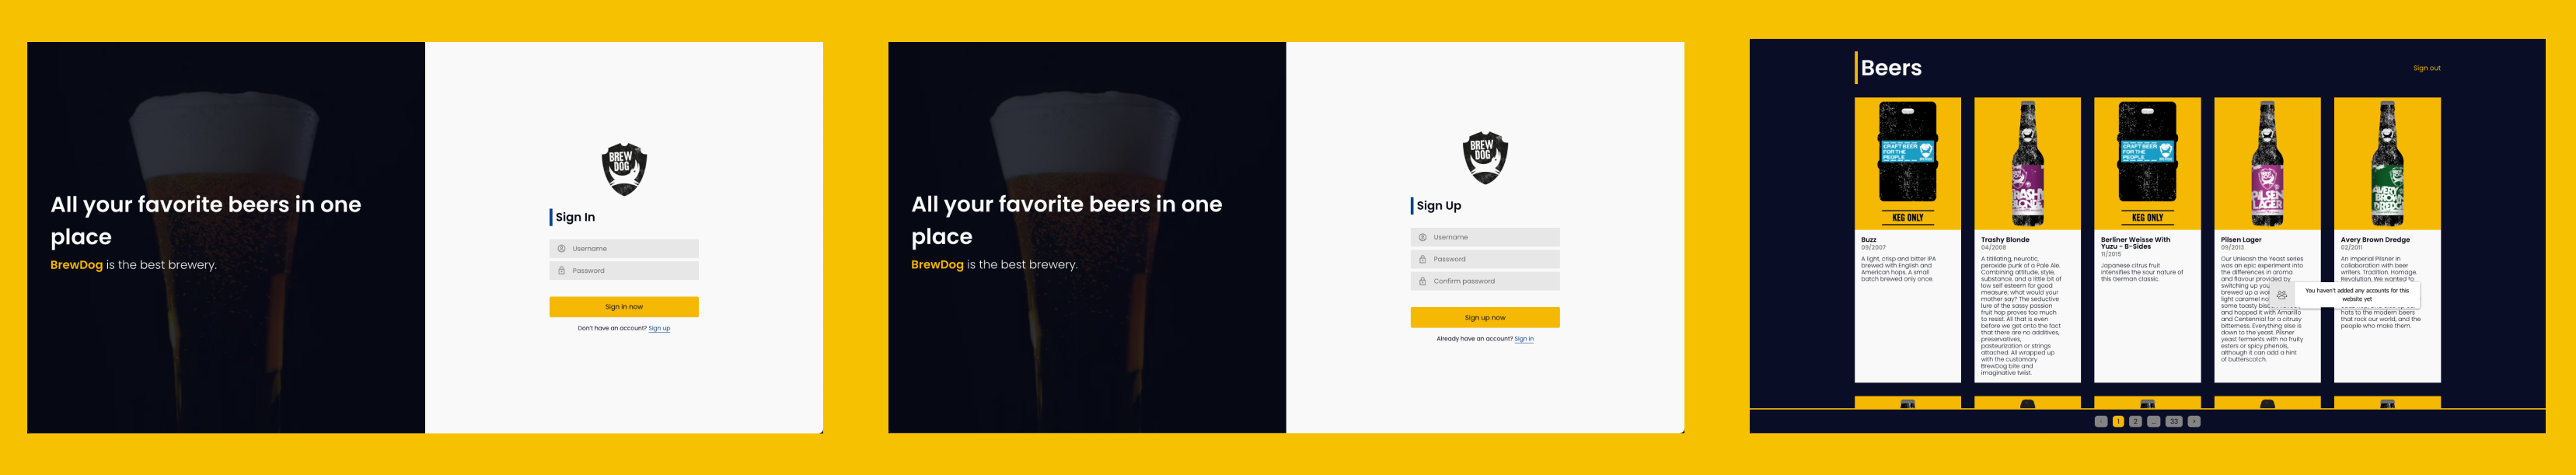 All your favorite beers in one
place
BrewDog is the best brewery.
BREW
DOG
Sign In
Username
Password
Sign in now
Don't have an account? Sign up
All your favorite beers in one
place
BrewDog is the best brewery.
BREW
DOG
Sign Up
Username
Password
Confirm password
Sign up now
Already have an account? Sign in
Beers
Sign out
CRAFT BEER
FOR THE
PEOPLE
KEG ONLY
Buzz
09/2007
A light, crisp and bitter IPA
brewed with English and
American hops. A small
batch brewed only once.
TRASHY
BLONDE
Trashy Blonde
04/2008
A titillating, neurotic,
peroxide punk of a Pale Ale.
Combining attitude, style,
substance, and a little bit of
low self esteem for good
measure; what would your
mother say? The seductive
lure of the sassy passion
fruit hop proves too much
to resist. All that is even
before we get onto the fact
that there are no additives,
preservatives,
pasteurization or strings
attached. All wrapped up
with the customary
BrewDog bite and
imaginative twist.
CRAFT BEER
FOR THE
PEOPLE
KEG ONLY
Berliner Weisse With
Yuzu - B-Sides
11/2015
Japanese citrus fruit
intensifies the sour nature of
this German classic.
PILSEN
LAGER
Pilsen Lager
09/2013
Our Unleash the Yeast series
was an epic experiment into
the differences in aroma
and flavour provided by
switching up you
brewed up a wo
light caramel no
some toasty bis
and hopped it with Amarillo
and Centennial for a citrusy
bitterness. Everything else is
down to the yeast. Pilsner
yeast ferments with no fruity
esters or spicy phenols,
although it can add a hint
of butterscotch.
AVERY
BROWN
DREDGE
Avery Brown Dredge
02/2011
An Imperial Pilsner in
collaboration with beer
writers. Tradition. Homage.
Revolution. We wanted to
You haven't added any accounts for this
website yet
hats to the modern beers
that rock our world, and the
people who make them.
< 1 2 ... 33 >